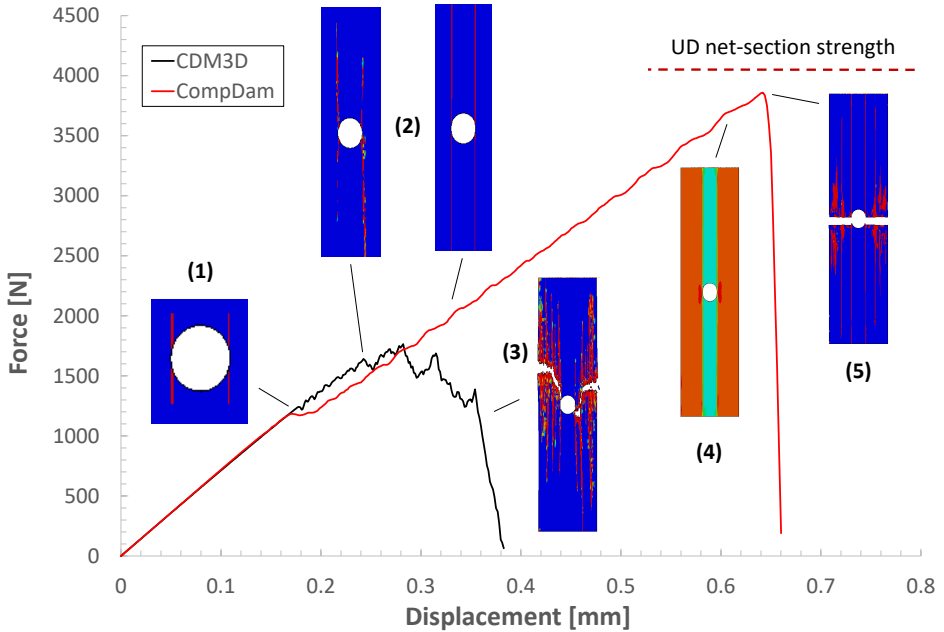 4500
4000
3500
3000
2500
2000
1500
1000
500
0
Force [N]
CDM3D
CompDam
(1)
(2)
(3)
(4)
(5)
UD net-section strength
0 0.1 0.2 0.3 0.4 0.5 0.6 0.7 0.8
Displacement [mm]